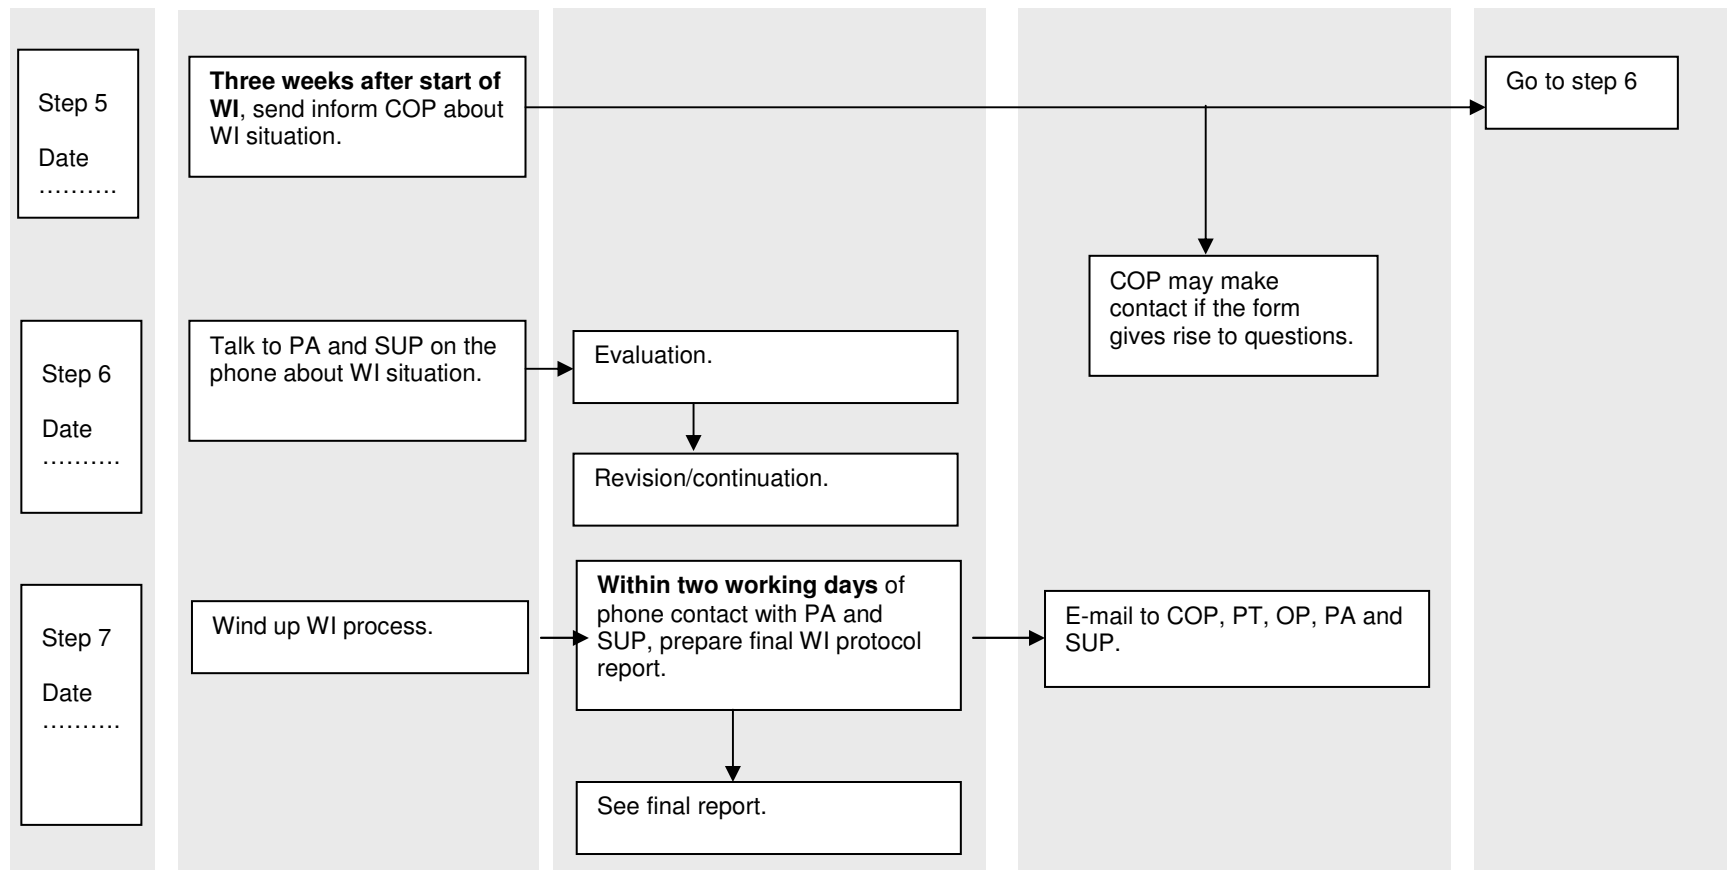 Step 5
Date
……….
Three weeks after start of
WI, send inform COP about
WI situation.
Go to step 6
COP may make
contact if the form
gives rise to questions.
Step 6
Date
……….
Talk to PA and SUP on the
phone about WI situation.
Evaluation.
Revision/continuation.
Step 7
Date
……….
Wind up WI process.
Within two working days of
phone contact with PA and
SUP, prepare final WI protocol
report.
E-mail to COP, PT, OP, PA and
SUP.
See final report.